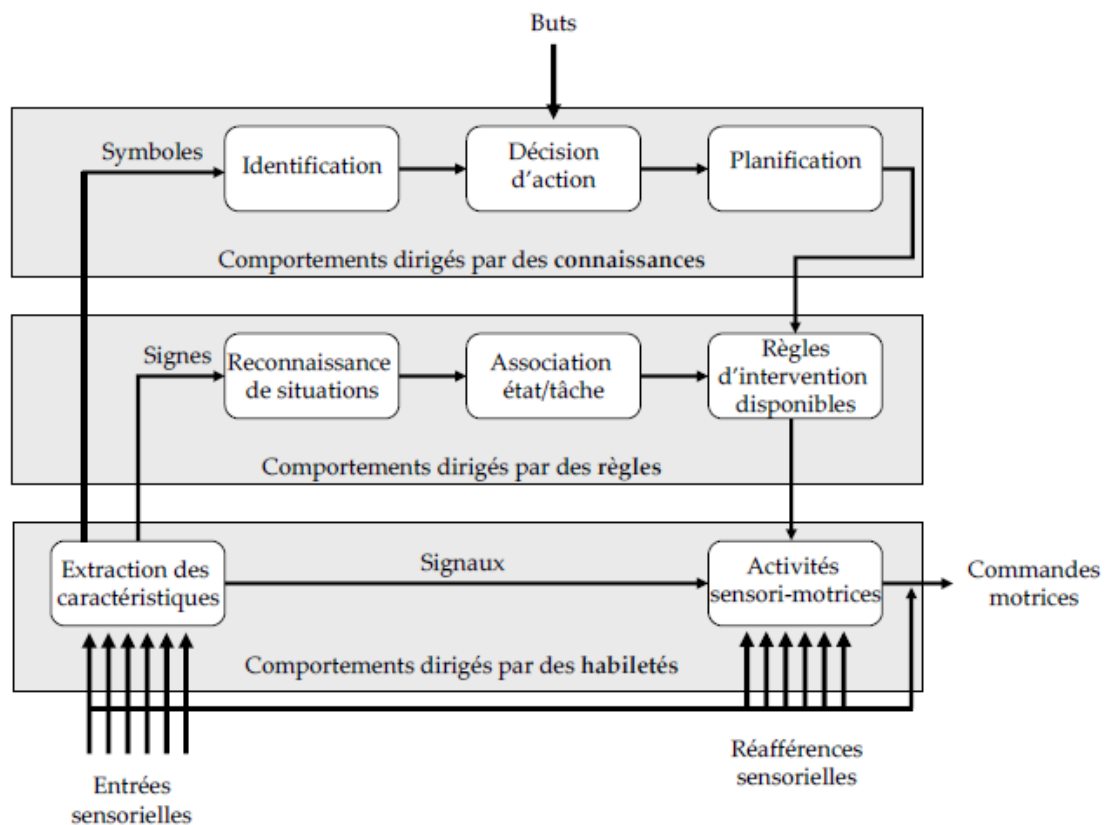 Buts
Symboles
Identification
Décision
d'action
Planification
Comportements dirigés par des connaissances
Signes
Reconnaissance
de situations
Association
état/tâche
Règles
d'intervention
disponibles
Comportements dirigés par des règles
Extraction des
caractéristiques
Signaux
Activités
sensori-motrices
Commandes
motrices
Comportements dirigés par des habiletés
Entrées
sensorielles
Réafférences
sensorielles